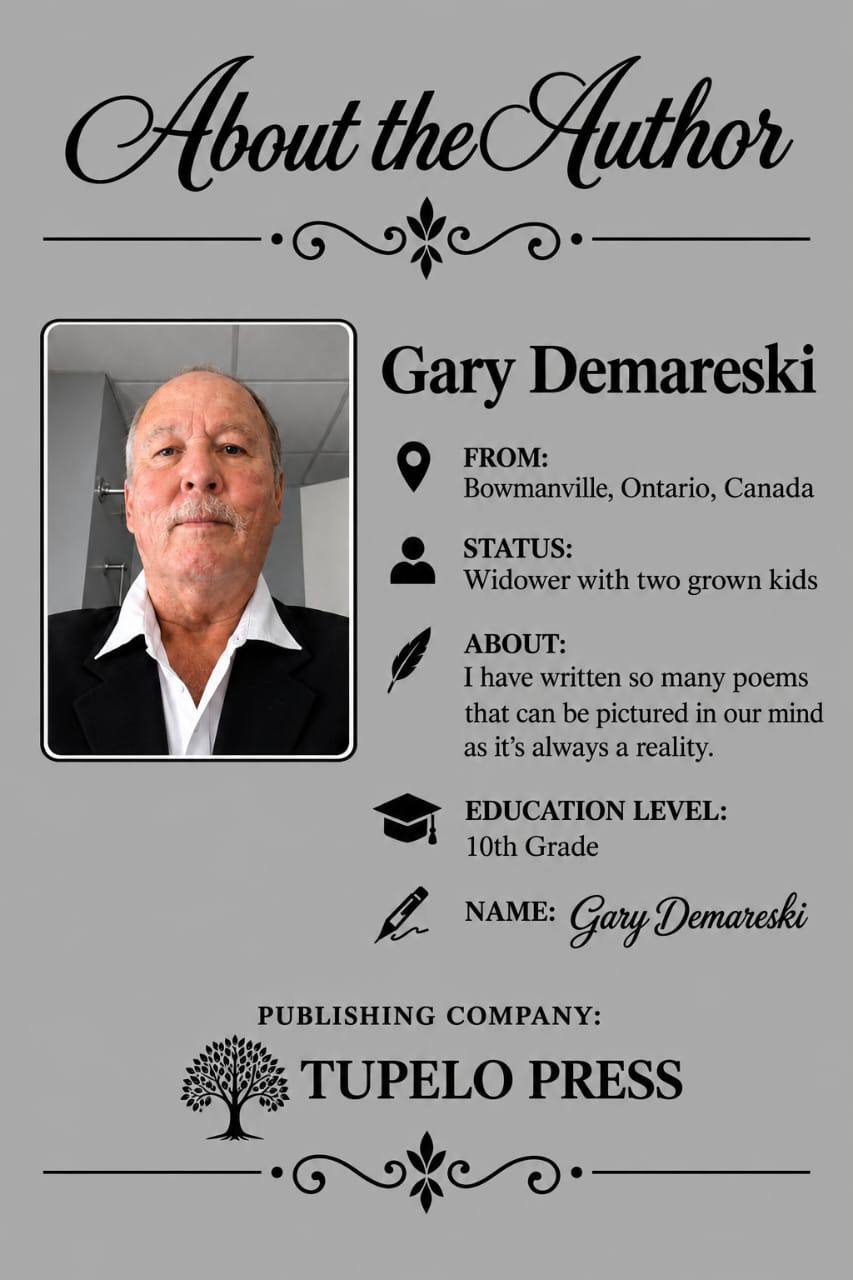 About the Author
Gary Demareski
FROM:
Bowmanville, Ontario, Canada
STATUS:
Widower with two grown kids
ABOUT:
I have written so many poems
that can be pictured in our mind
as it's always a reality.
EDUCATION LEVEL:
10th Grade
NAME: Gary Demareski
PUBLISHING COMPANY:
TUPELO PRESS